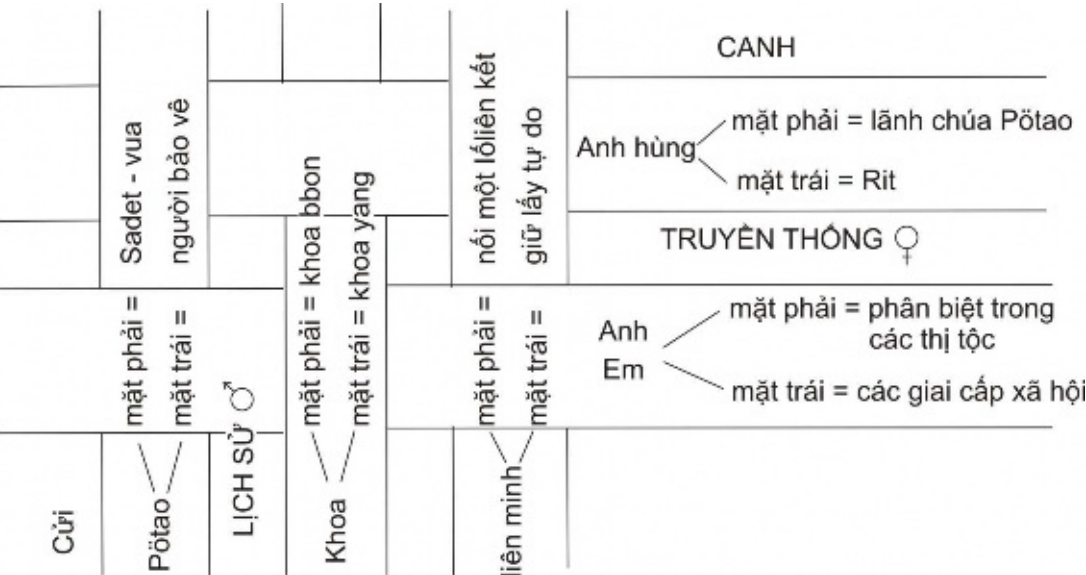 CANH
Anh hùng
mặt phải = lãnh chúa Pötao
mặt trái = Rit
TRUYỀN THỐNG ♀
Anh
Em
mặt phải = phân biệt trong
các thị tộc
mặt trái = các giai cấp xã hội
Cửi
Pötao
mặt phải = Sadet - vua
mặt trái = người bảo vê
LỊCH SỬ ♂
Khoa
mặt phải = khoa bbon
mặt trái = khoa yang
liên minh
mặt phải = nối một lốliên kết
mặt trái = giữ lấy tự do